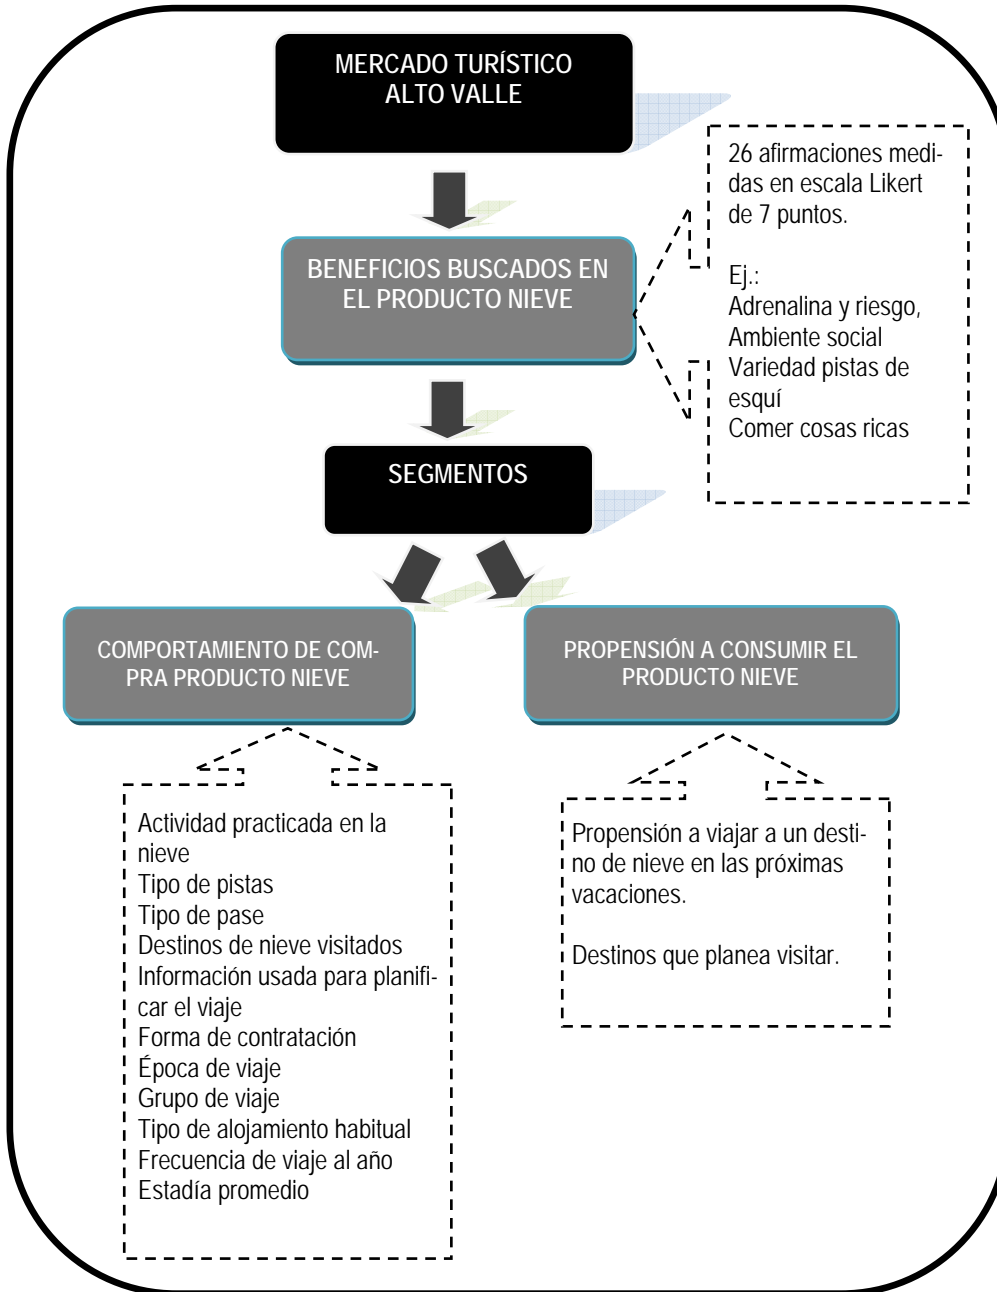 MERCADO TURÍSTICO
ALTO VALLE
26 afirmaciones medi-
das en escala Likert
de 7 puntos.
Ej.:
Adrenalina y riesgo,
Ambiente social
Variedad pistas de
esquí
Comer cosas ricas
BENEFICIOS BUSCADOS EN
EL PRODUCTO NIEVE
SEGMENTOS
COMPORTAMIENTO DE COM-
PRA PRODUCTO NIEVE
PROPENSIÓN A CONSUMIR EL
PRODUCTO NIEVE
Actividad practicada en la
nieve
Tipo de pistas
Tipo de pase
Destinos de nieve visitados
Información usada para planifi-
car el viaje
Forma de contratación
Época de viaje
Grupo de viaje
Tipo de alojamiento habitual
Frecuencia de viaje al año
Estadía promedio
Propensión a viajar a un desti-
no de nieve en las próximas
vacaciones.
Destinos que planea visitar.